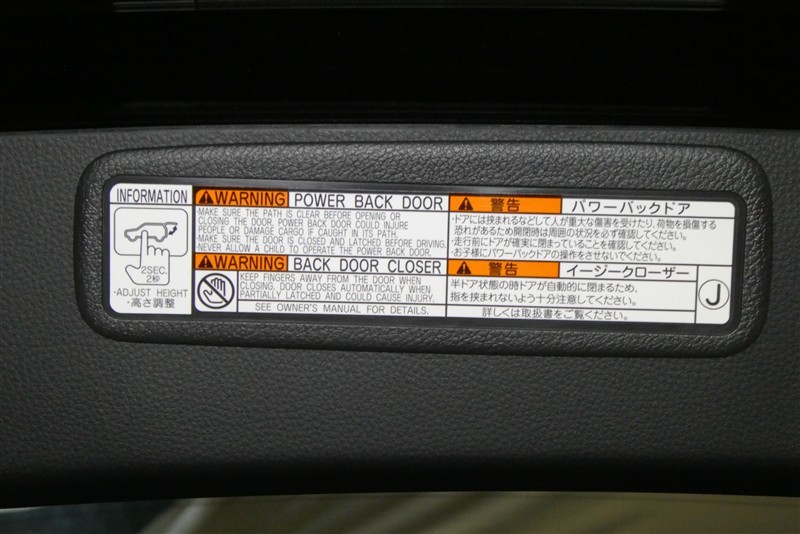 INFORMATION
2SEC.
2秒
・ADJUST HEIGHT
・高さ調整
WARNING POWER BACK DOOR
・MAKE SURE THE PATH IS CLEAR BEFORE OPENING OR
CLOSING THE DOOR. POWER BACK DOOR COULD INJURE
PEOPLE OR DAMAGE CARGO IF CAUGHT IN ITS PATH.
・MAKE SURE THE DOOR IS CLOSED AND LATCHED BEFORE DRIVING.
・NEVER ALLOW A CHILD TO OPERATE THE POWER BACK DOOR.
WARNING BACK DOOR CLOSER
KEEP FINGERS AWAY FROM THE DOOR WHEN
CLOSING. DOOR CLOSES AUTOMATICALLY WHEN
PARTIALLY LATCHED AND COULD CAUSE INJURY.
SEE OWNER'S MANUAL FOR DETAILS.
警告 パワーバックドア
・ドアには挟まれるなどして人が重大な傷害を受けたり、荷物を損傷する
恐れがあるため開閉時は周囲の状況を必ず確認してください。
・走行前にドアが確実に閉まっていることを確認してください。
・お子様にパワーバックドアの操作をさせないでください。
警告 イージークローザー
半ドア状態の時ドアが自動的に閉まるため、
指を挟まれないよう十分注意してください。
詳しくは取扱書をご覧ください。
J